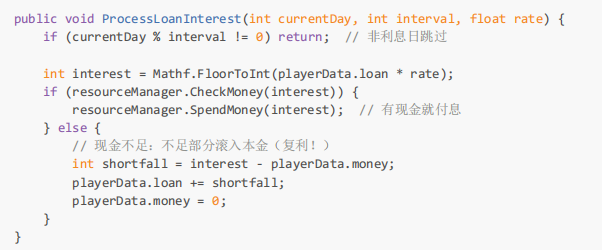 public void ProcessLoanInterest(int currentDay, int interval, float rate) {
    if (currentDay % interval != 0) return;  // 非利息日跳过

    int interest = Mathf.FloorToInt(playerData.loan * rate);
    if (resourceManager.CheckMoney(interest)) {
        resourceManager.SpendMoney(interest);  // 有现金就付息
    } else {
        // 现金不足：不足部分滚入本金（复利！）
        int shortfall = interest - playerData.money;
        playerData.loan += shortfall;
        playerData.money = 0;
    }
}